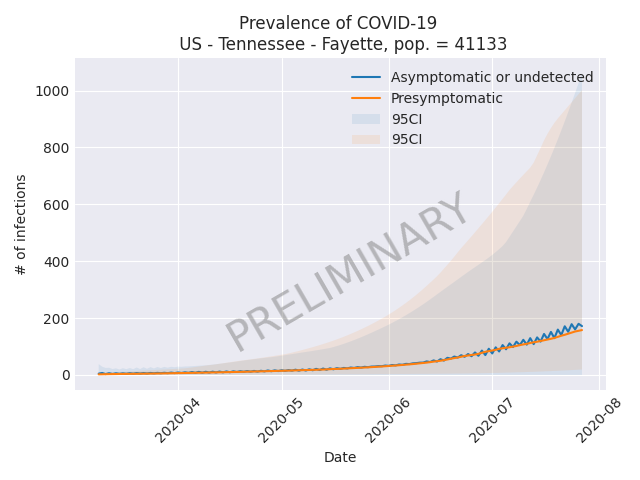 Prevalence of COVID-19
US - Tennessee - Fayette, pop. = 41133
Asymptomatic or undetected
Presymptomatic
95CI
95CI
1000
800
600
400
200
0
# of infections
PRELIMINARY
2020-04
2020-05
2020-06
2020-07
2020-08
Date